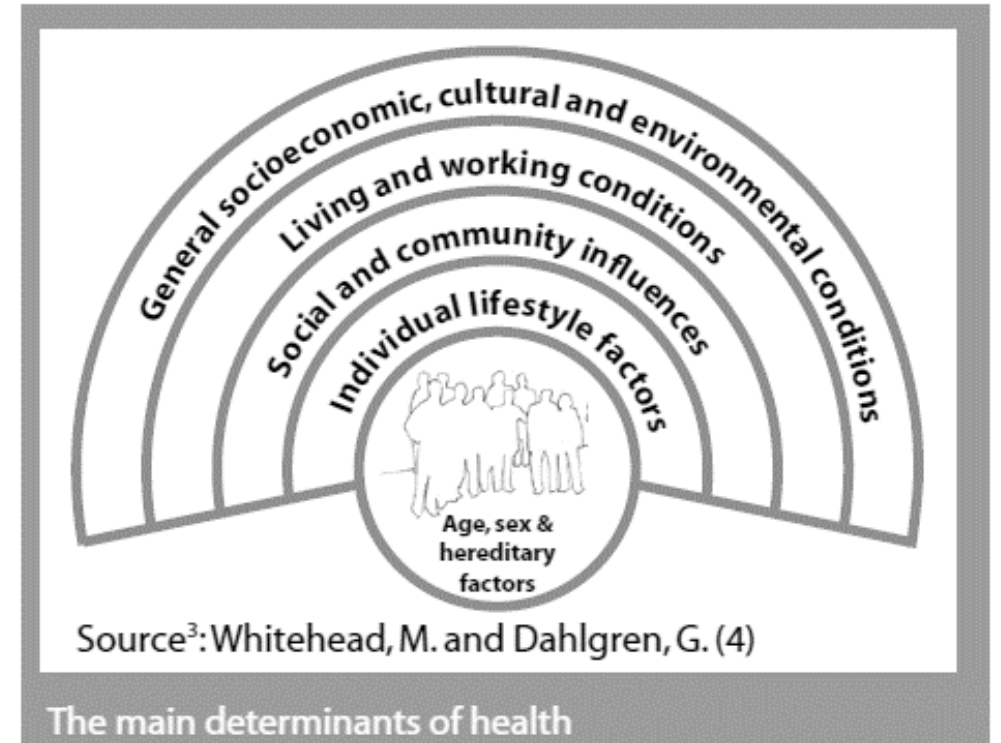 General socioeconomic, cultural and environmental conditions
Living and working conditions
Social and community influences
Individual lifestyle factors
Age, sex &
hereditary
factors
Source³: Whitehead, M. and Dahlgren, G. (4)
The main determinants of health